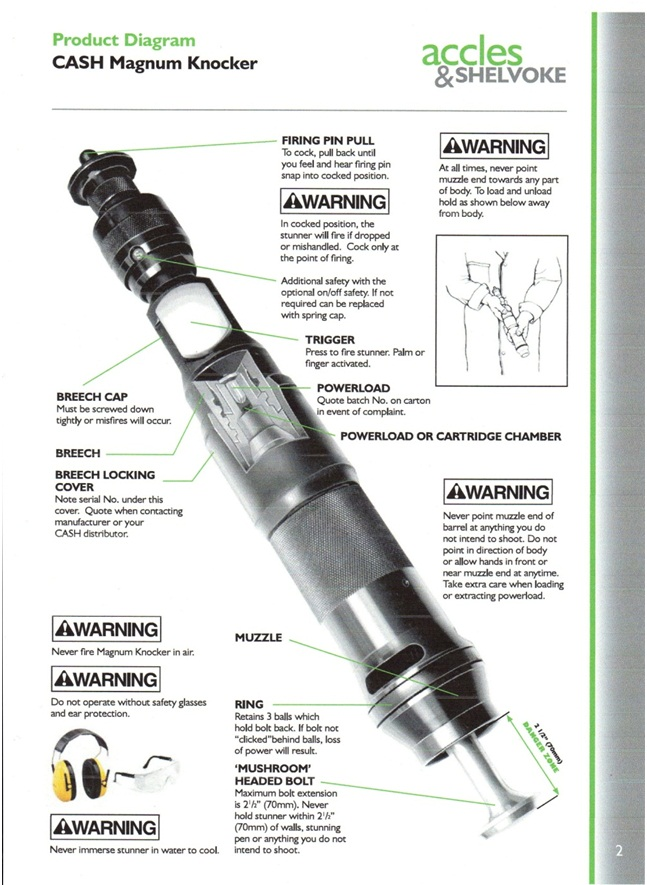 Product Diagram
CASH Magnum Knocker
accles
&SHELVOKE
FIRING PIN PULL
To cock, pull back until
you feel and hear firing pin
snap into cocked position.
WARNING
In cocked position, the
stunner will fire if dropped
or mishandled. Cock only at
the point of firing.
Additional safety with the
optional on/off safety. If not
required can be replaced
with spring cap.
WARNING
At all times, never point
muzzle end towards any part
of body. To load and unload
hold as shown below away
from body.
TRIGGER
Press to fire stunner. Palm or
finger activated.
POWERLOAD
Quote batch No. on carton
in event of complaint.
POWERLOAD OR CARTRIDGE CHAMBER
BREECH CAP
Must be screwed down
tightly or misfires will occur.
BREECH
BREECH LOCKING
COVER
Note serial No. under this
cover. Quote when contacting
manufacturer or your
CASH distributor.
WARNING
Never point muzzle end of
barrel at anything you do
not intend to shoot. Do not
point in direction of body
or allow hands in front or
near muzzle end at anytime.
Take extra care when loading
or extracting powerload.
WARNING
Never fire Magnum Knocker in air.
WARNING
Do not operate without safety glasses
and ear protection.
WARNING
Never immerse stunner in water to cool.
MUZZLE
RING
Retains 3 balls which
hold bolt back. If bolt not
"clicked"behind balls, loss
of power will result.
'MUSHROOM'
HEADED BOLT
Maximum bolt extension
is 2¹/²" (70mm). Never
hold stunner within 2¹/²"
(70mm) of walls, stunning
pen or anything you do not
intend to shoot.
2 1/2" (70mm)
DANGER ZONE
2